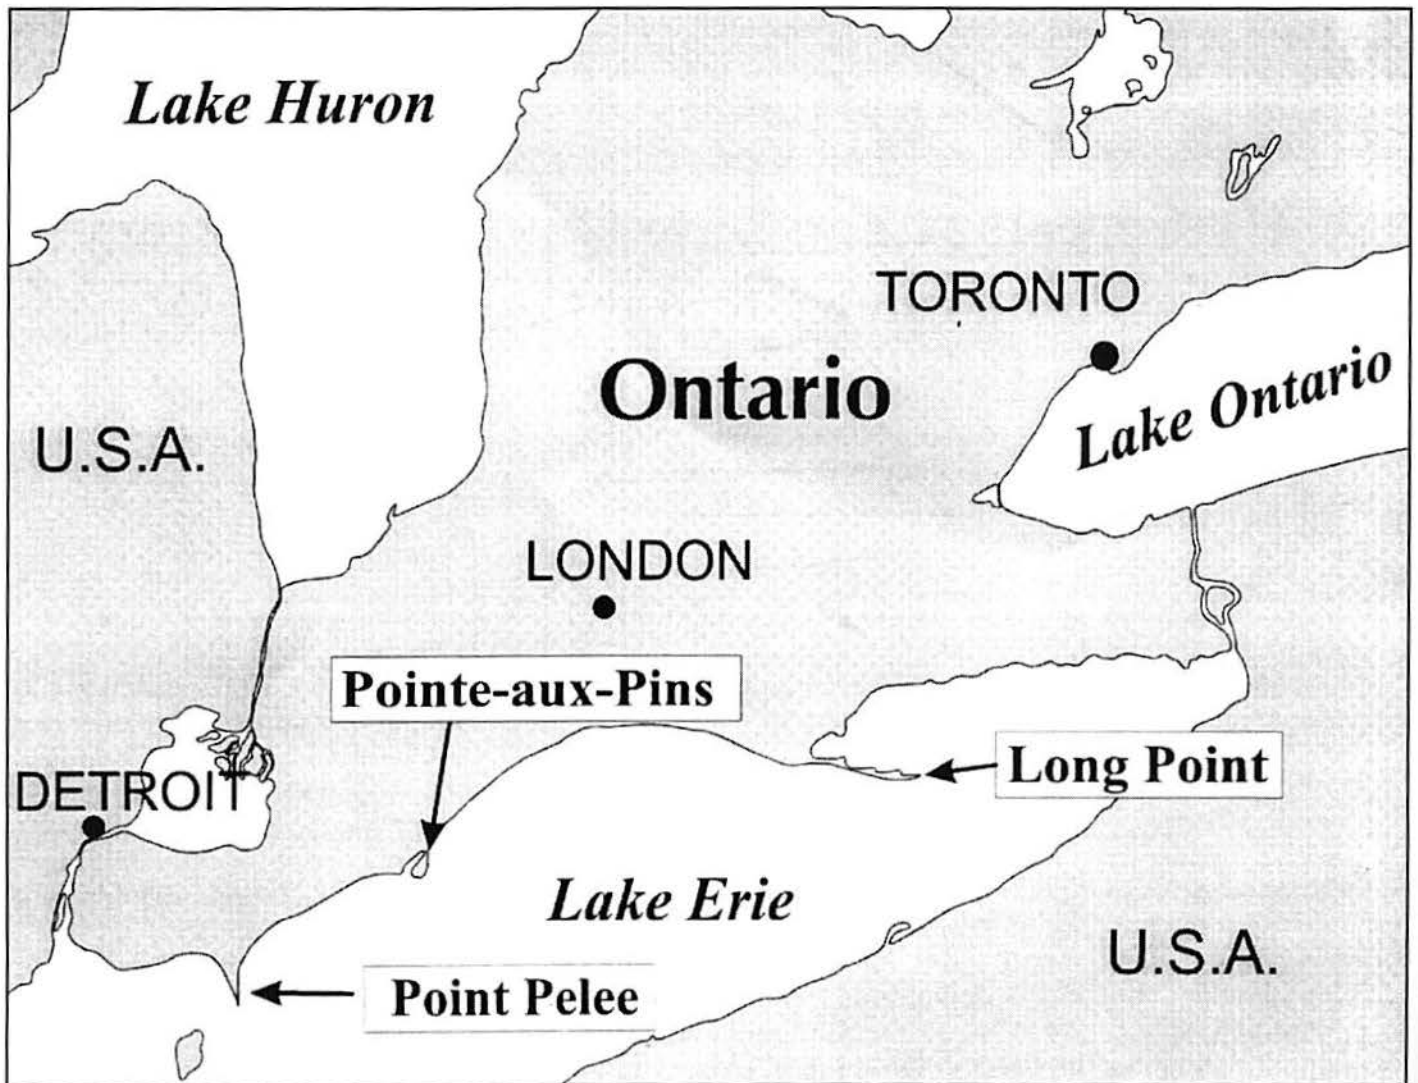 Lake Huron
TORONTO
Ontario
Lake Ontario
U.S.A.
LONDON
Pointe-aux-Pins
Long Point
DETROIT
Lake Erie
U.S.A.
Point Pelee